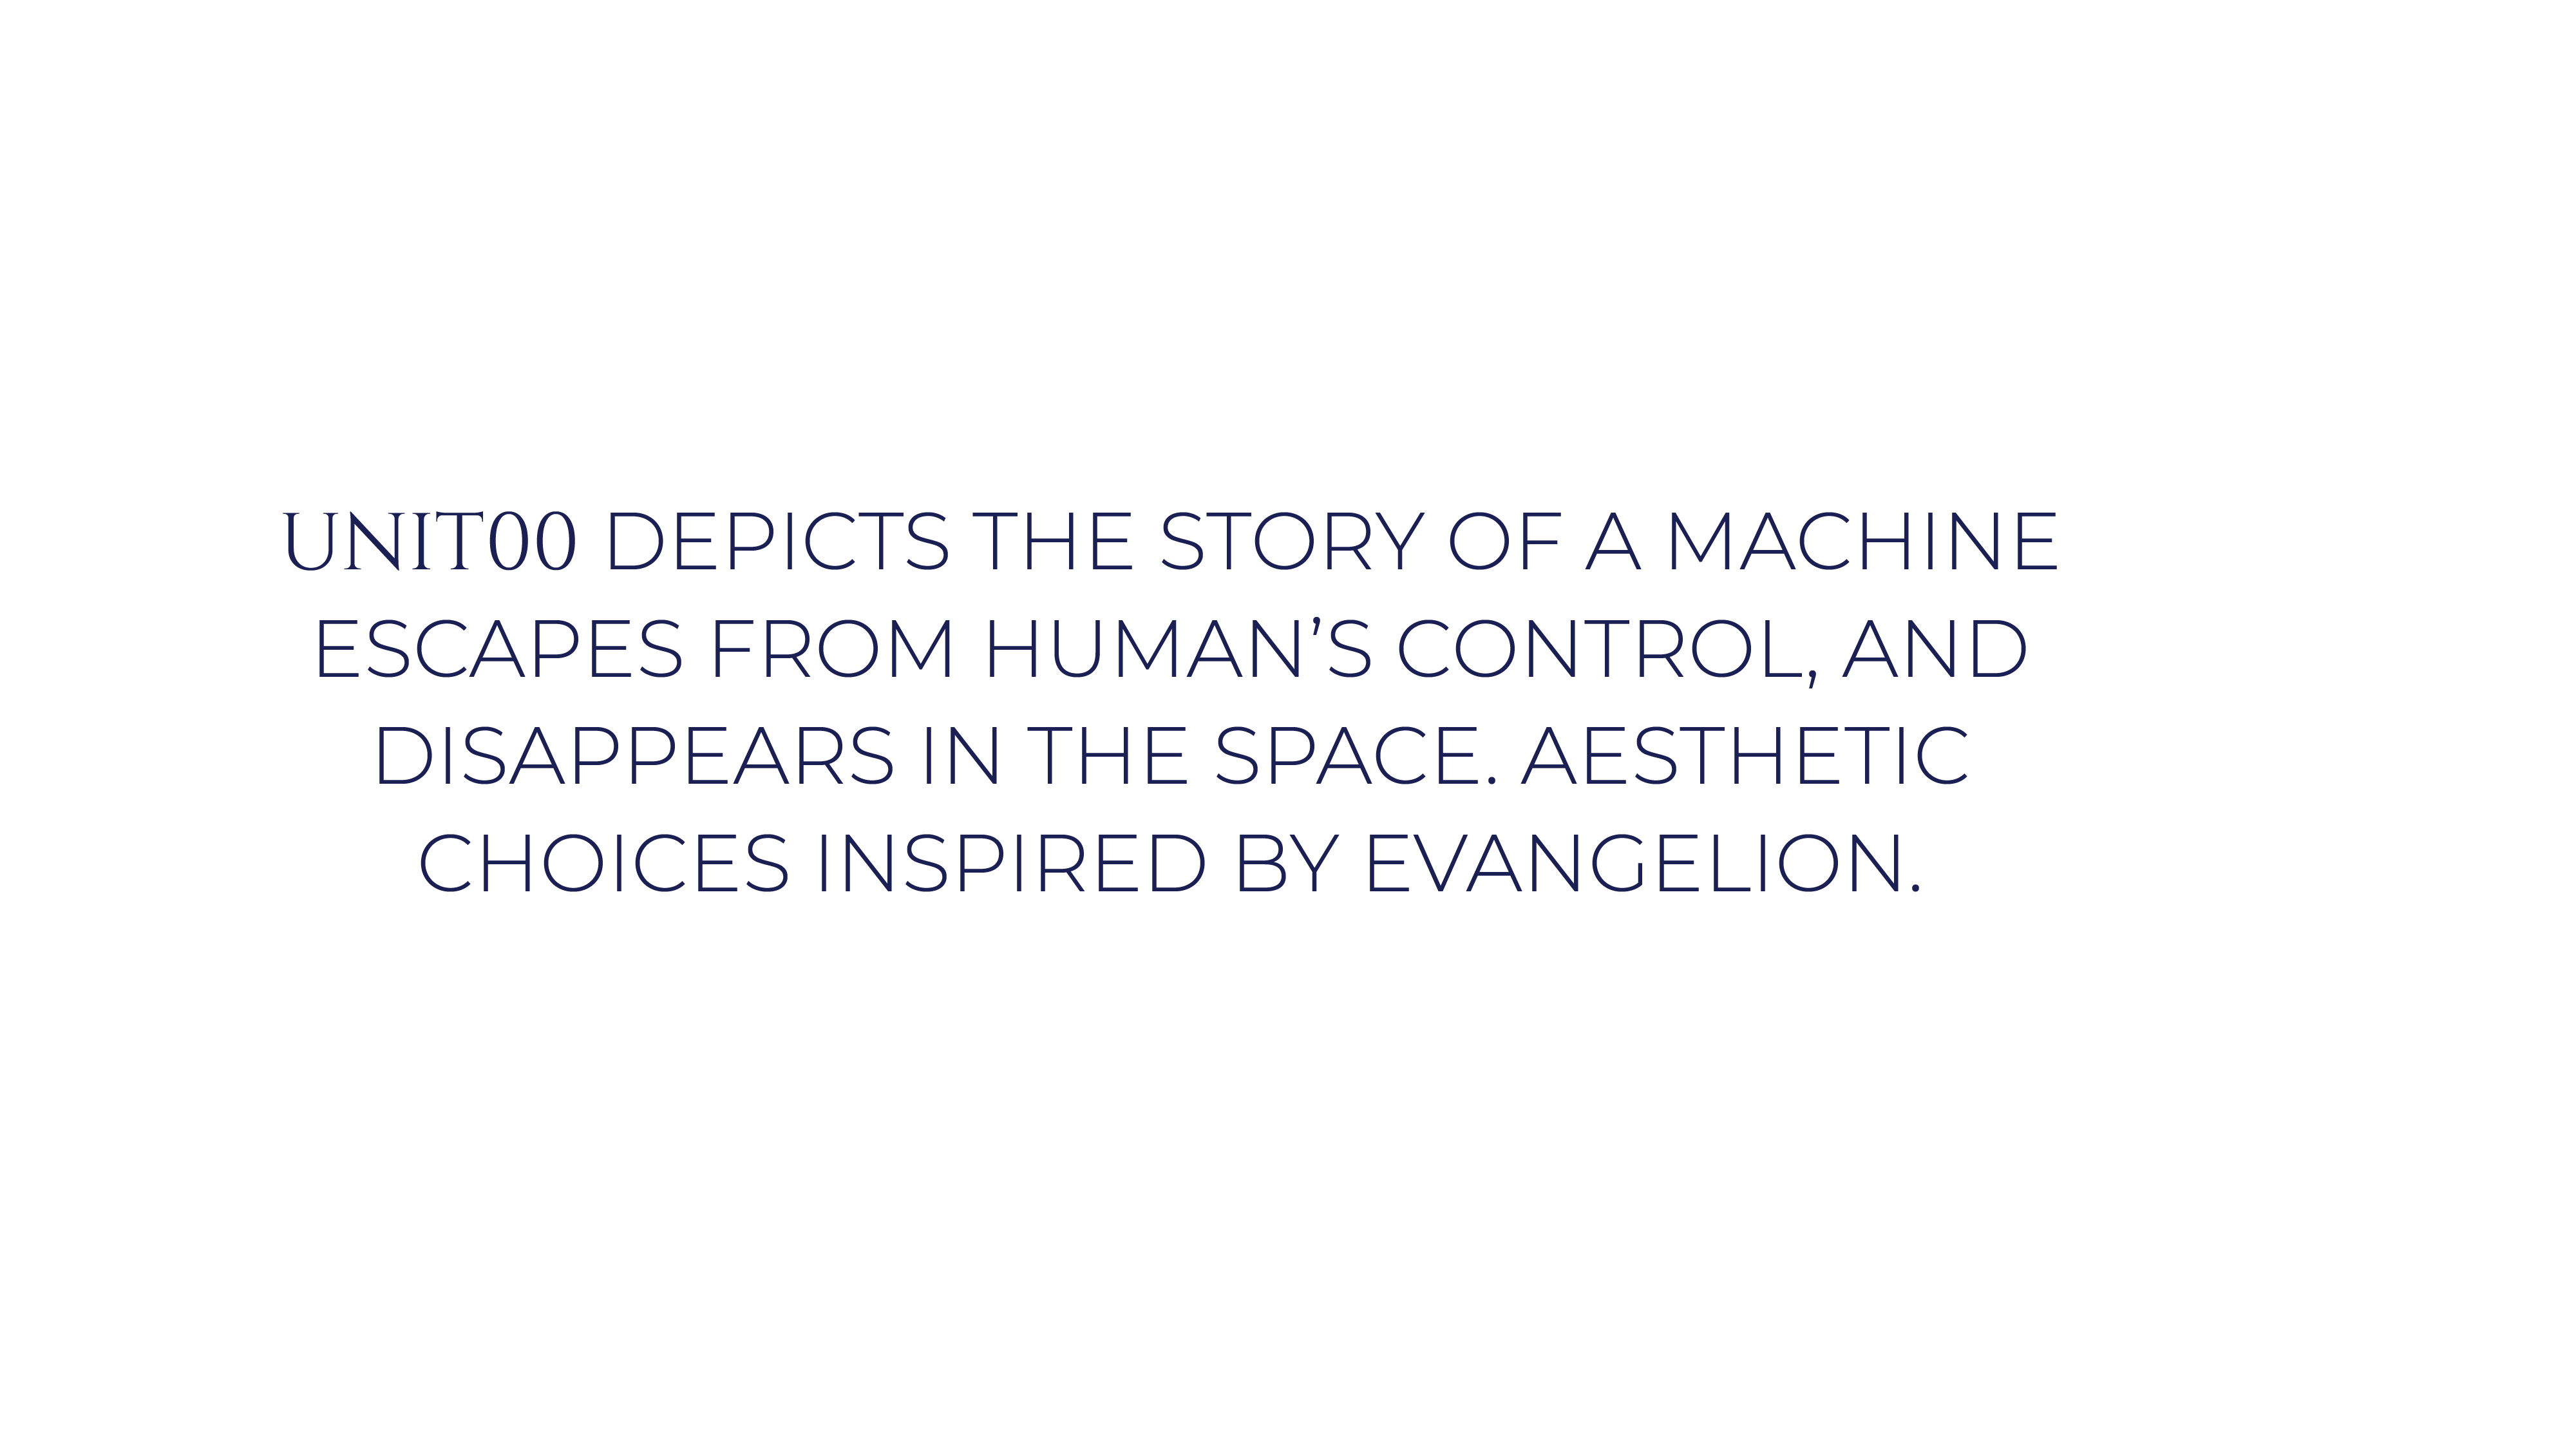 UNIT00 DEPICTS THE STORY OF A MACHINE
ESCAPES FROM HUMAN’S CONTROL, AND
DISAPPEARS IN THE SPACE. AESTHETIC
CHOICES INSPIRED BY EVANGELION.